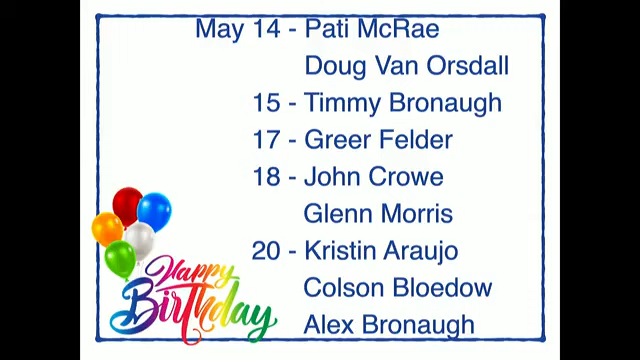 May 14 - Pati McRae
Doug Van Orsdall
15 - Timmy Bronaugh
17 - Greer Felder
18 - John Crowe
Glenn Morris
20 - Kristin Araujo
Colson Bloedow
Alex Bronaugh
Happy
Birthday